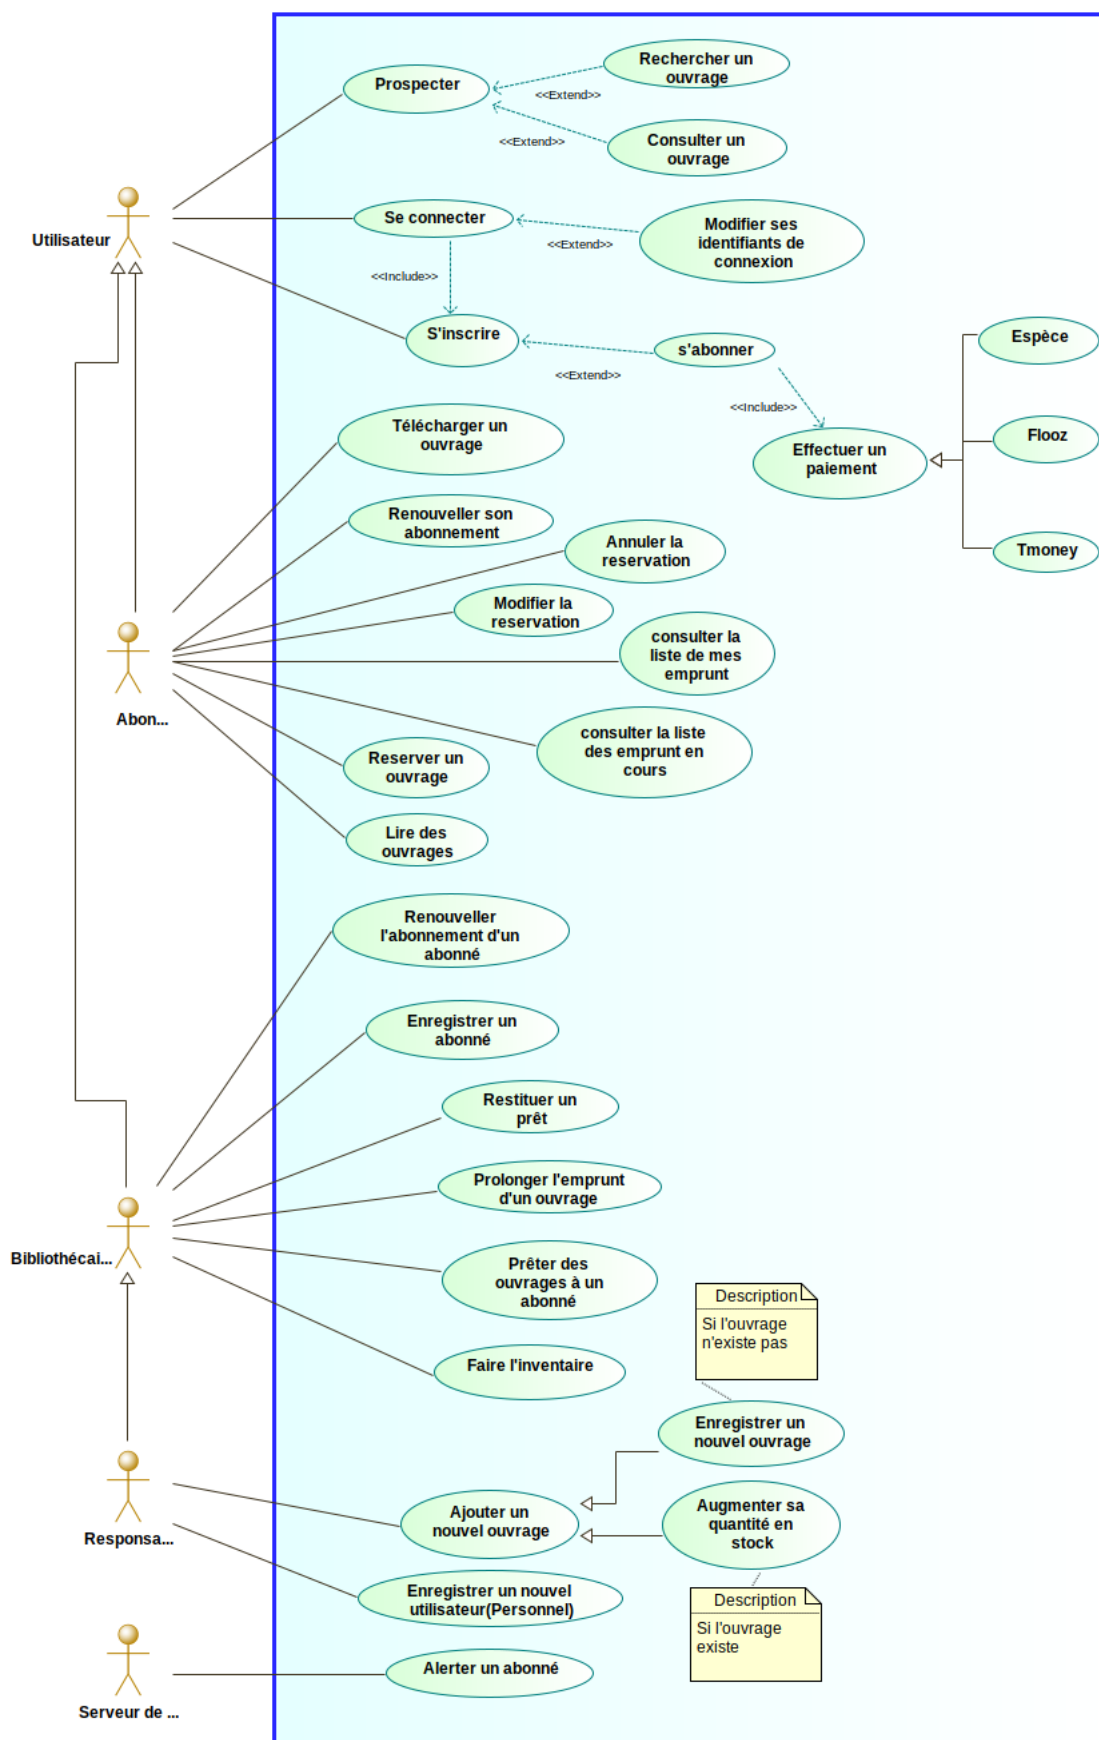 Prospecter
Rechercher un
ouvrage
<<Extend>>
<<Extend>>
Consulter un
ouvrage
Utilisateur
Se connecter
Modifier ses
identifiants de
connexion
<<Extend>>
<<Include>>
S'inscrire
s'abonner
<<Extend>>
<<Include>>
Espèce
Flooz
Tmoney
Effectuer un
paiement
Télécharger un
ouvrage
Renouveller son
abonnement
Annuler la
reservation
Modifier la
reservation
consulter la
liste de mes
emprunt
Abon...
consulter la liste
des emprunt en
cours
Reserver un
ouvrage
Lire des
ouvrages
Renouveller
l'abonnement d'un
abonné
Enregistrer un
abonné
Restituer un
prêt
Prolonger l'emprunt
d'un ouvrage
Bibliothécai...
Prêter des
ouvrages à un
abonné
Faire l'inventaire
Description
Si l'ouvrage
n'existe pas
Enregistrer un
nouvel ouvrage
Responsa...
Ajouter un
nouvel ouvrage
Augmenter sa
quantité en
stock
Enregistrer un nouvel
utilisateur(Personnel)
Description
Si l'ouvrage
existe
Alerter un abonné
Serveur de ...